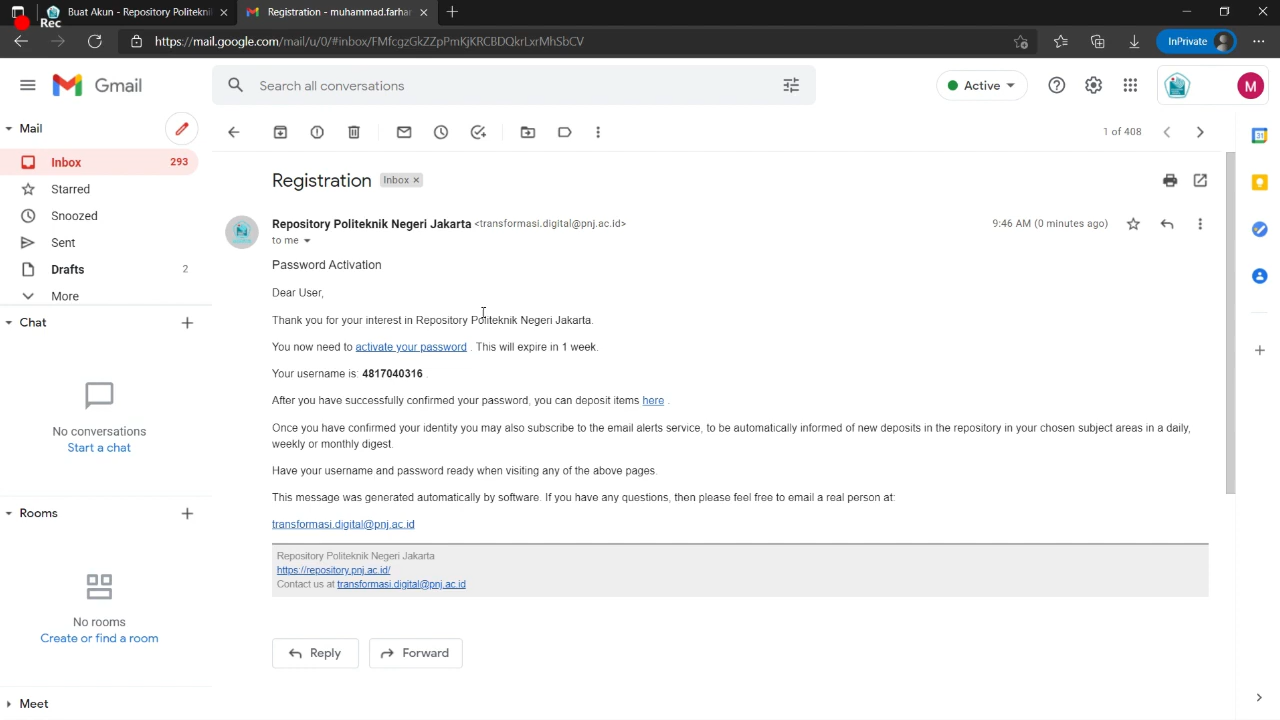 Buat Akun - Repository Politekni
Registration - muhammad.farhar
Rec
https://mail.google.com/mail/u/0/#inbox/FMfcgzGkZZpPmKjKRCBDQkrLxrMhSbCV
InPrivate
Gmail
Search all conversations
Active
M
Mail
1 of 408
Inbox 293
Starred
Snoozed
Sent
Drafts 2
More
Chat
No conversations
Start a chat
Rooms
No rooms
Create or find a room
Meet
Registration Inbox ×
Repository Politeknik Negeri Jakarta <transformasi.digital@pnj.ac.id>
9:46 AM (0 minutes ago)
to me
Password Activation
Dear User,
Thank you for your interest in Repository Politeknik Negeri Jakarta.
You now need to activate your password . This will expire in 1 week.
Your username is: 4817040316 .
After you have successfully confirmed your password, you can deposit items here .
Once you have confirmed your identity you may also subscribe to the email alerts service, to be automatically informed of new deposits in the repository in your chosen subject areas in a daily,
weekly or monthly digest.
Have your username and password ready when visiting any of the above pages.
This message was generated automatically by software. If you have any questions, then please feel free to email a real person at:
transformasi.digital@pnj.ac.id
Repository Politeknik Negeri Jakarta
https://repository.pnj.ac.id/
Contact us at transformasi.digital@pnj.ac.id
Reply
Forward
31